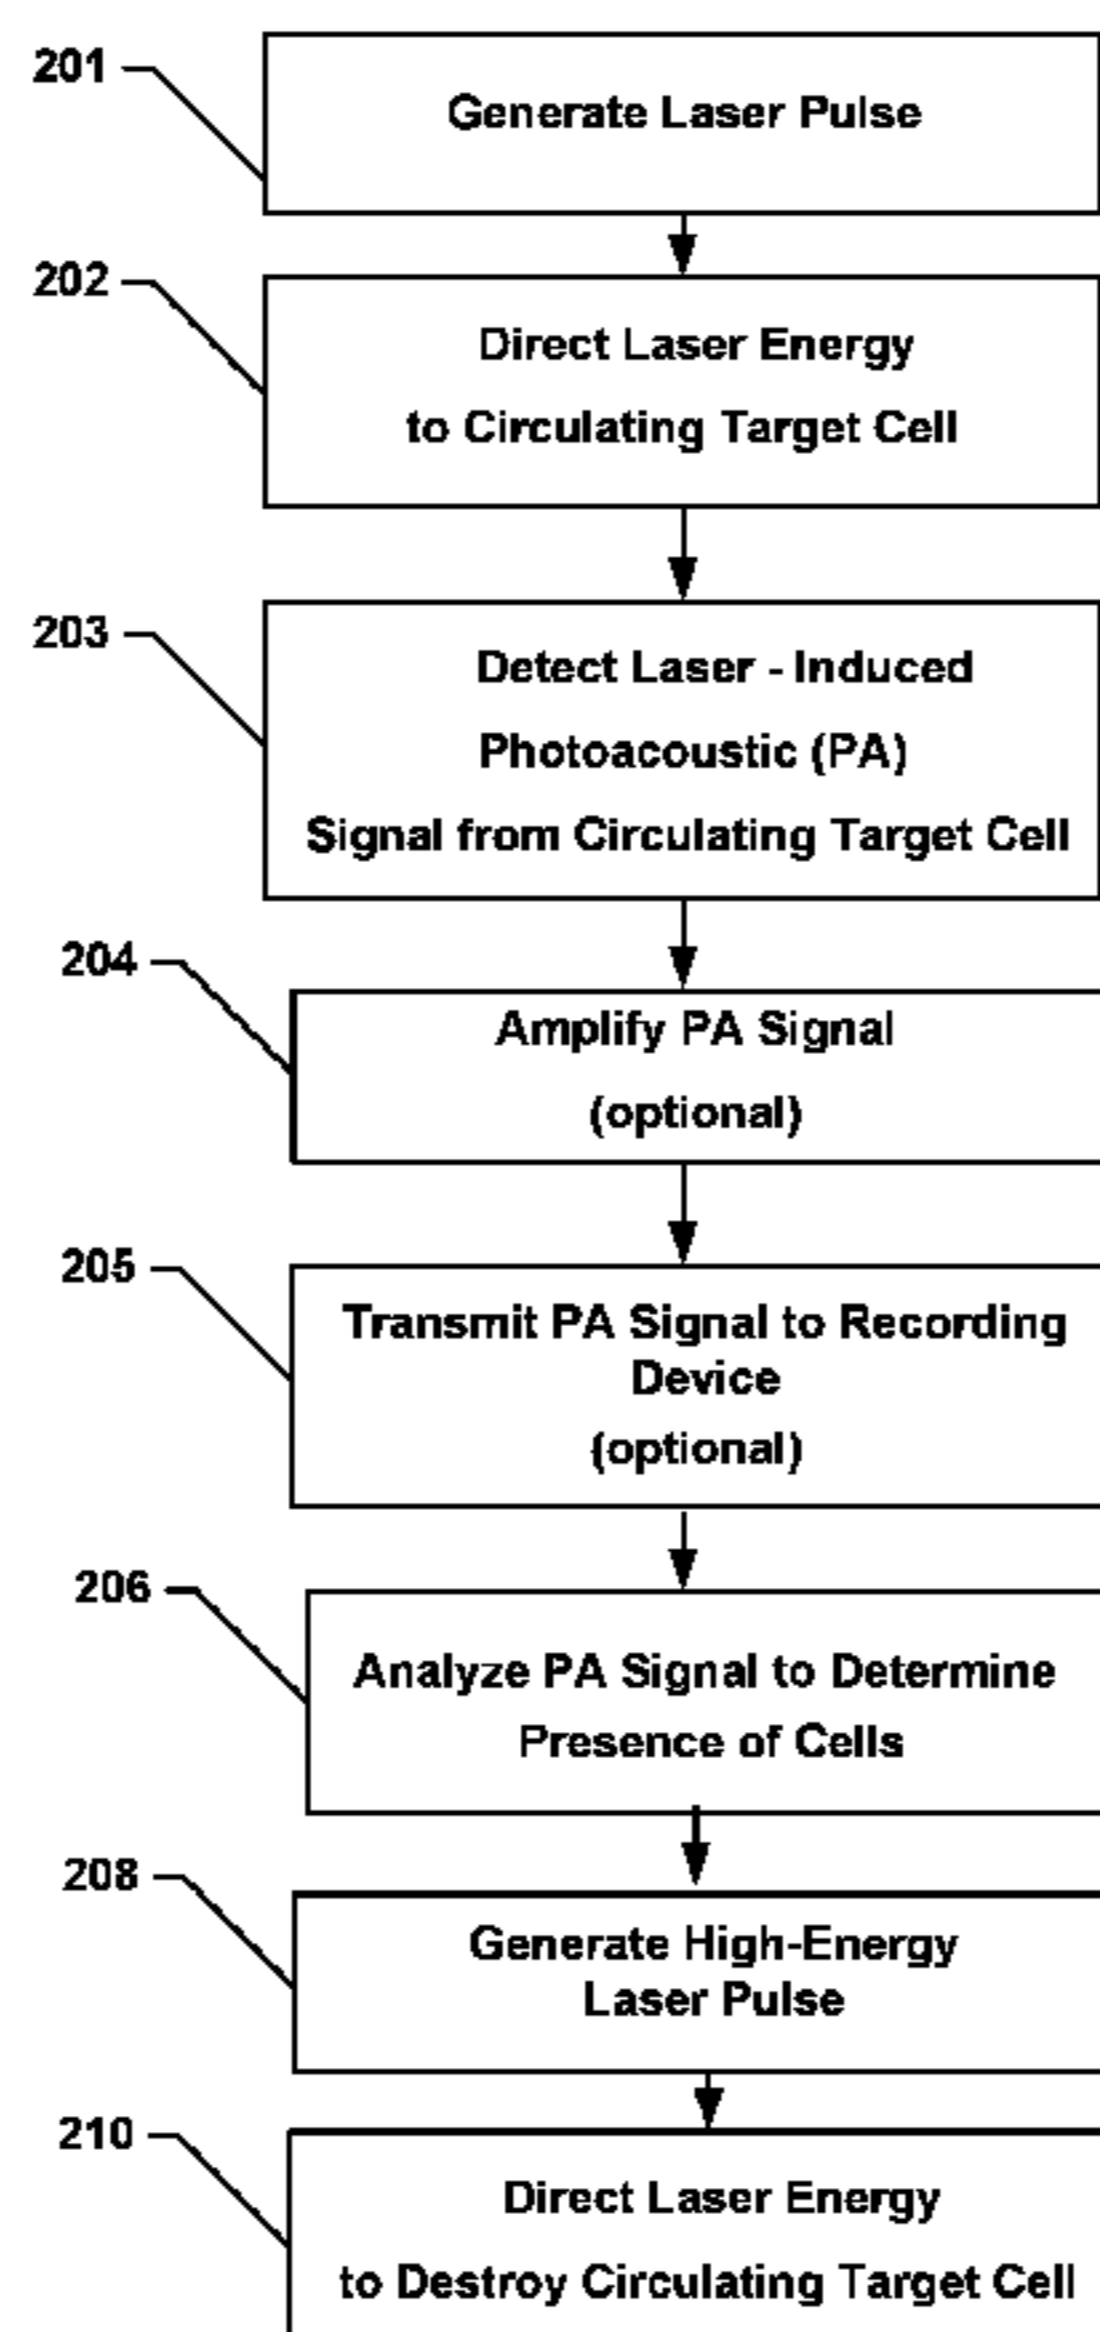 201
Generate Laser Pulse
202
Direct Laser Energy
to Circulating Target Cell
203
Detect Laser - Induced
Photoacoustic (PA)
Signal from Circulating Target Cell
204
Amplify PA Signal
(optional)
205
Transmit PA Signal to Recording
Device
(optional)
206
Analyze PA Signal to Determine
Presence of Cells
208
Generate High-Energy
Laser Pulse
210
Direct Laser Energy
to Destroy Circulating Target Cell